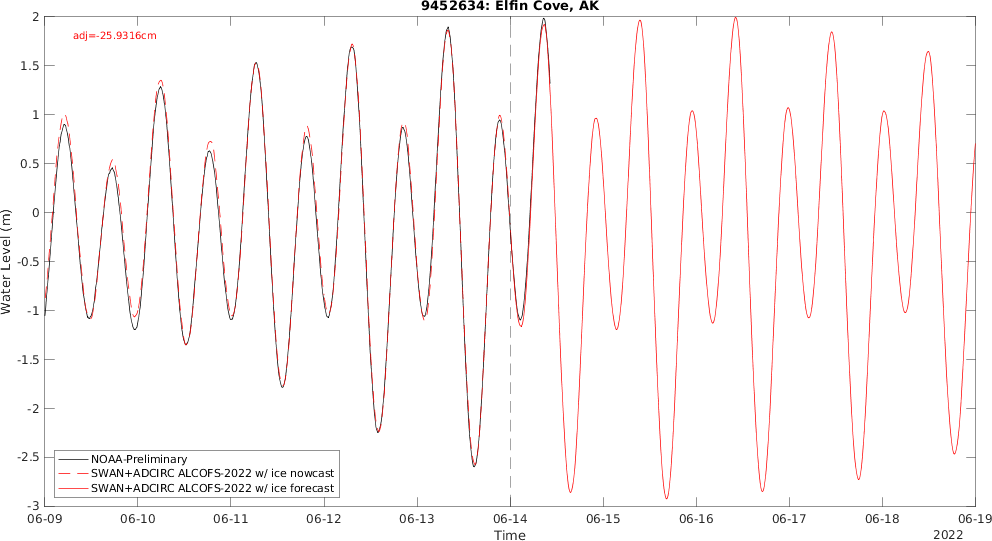 9452634: Elfin Cove, AK
adj=-25.9316cm
2
1.5
1
0.5
0
-0.5
-1
-1.5
-2
-2.5
-3
Water Level (m)
NOAA-Preliminary
SWAN+ADCIRC ALCOFS-2022 w/ ice nowcast
SWAN+ADCIRC ALCOFS-2022 w/ ice forecast
06-09 06-10 06-11 06-12 06-13 06-14 06-15 06-16 06-17 06-18 06-19
Time
2022